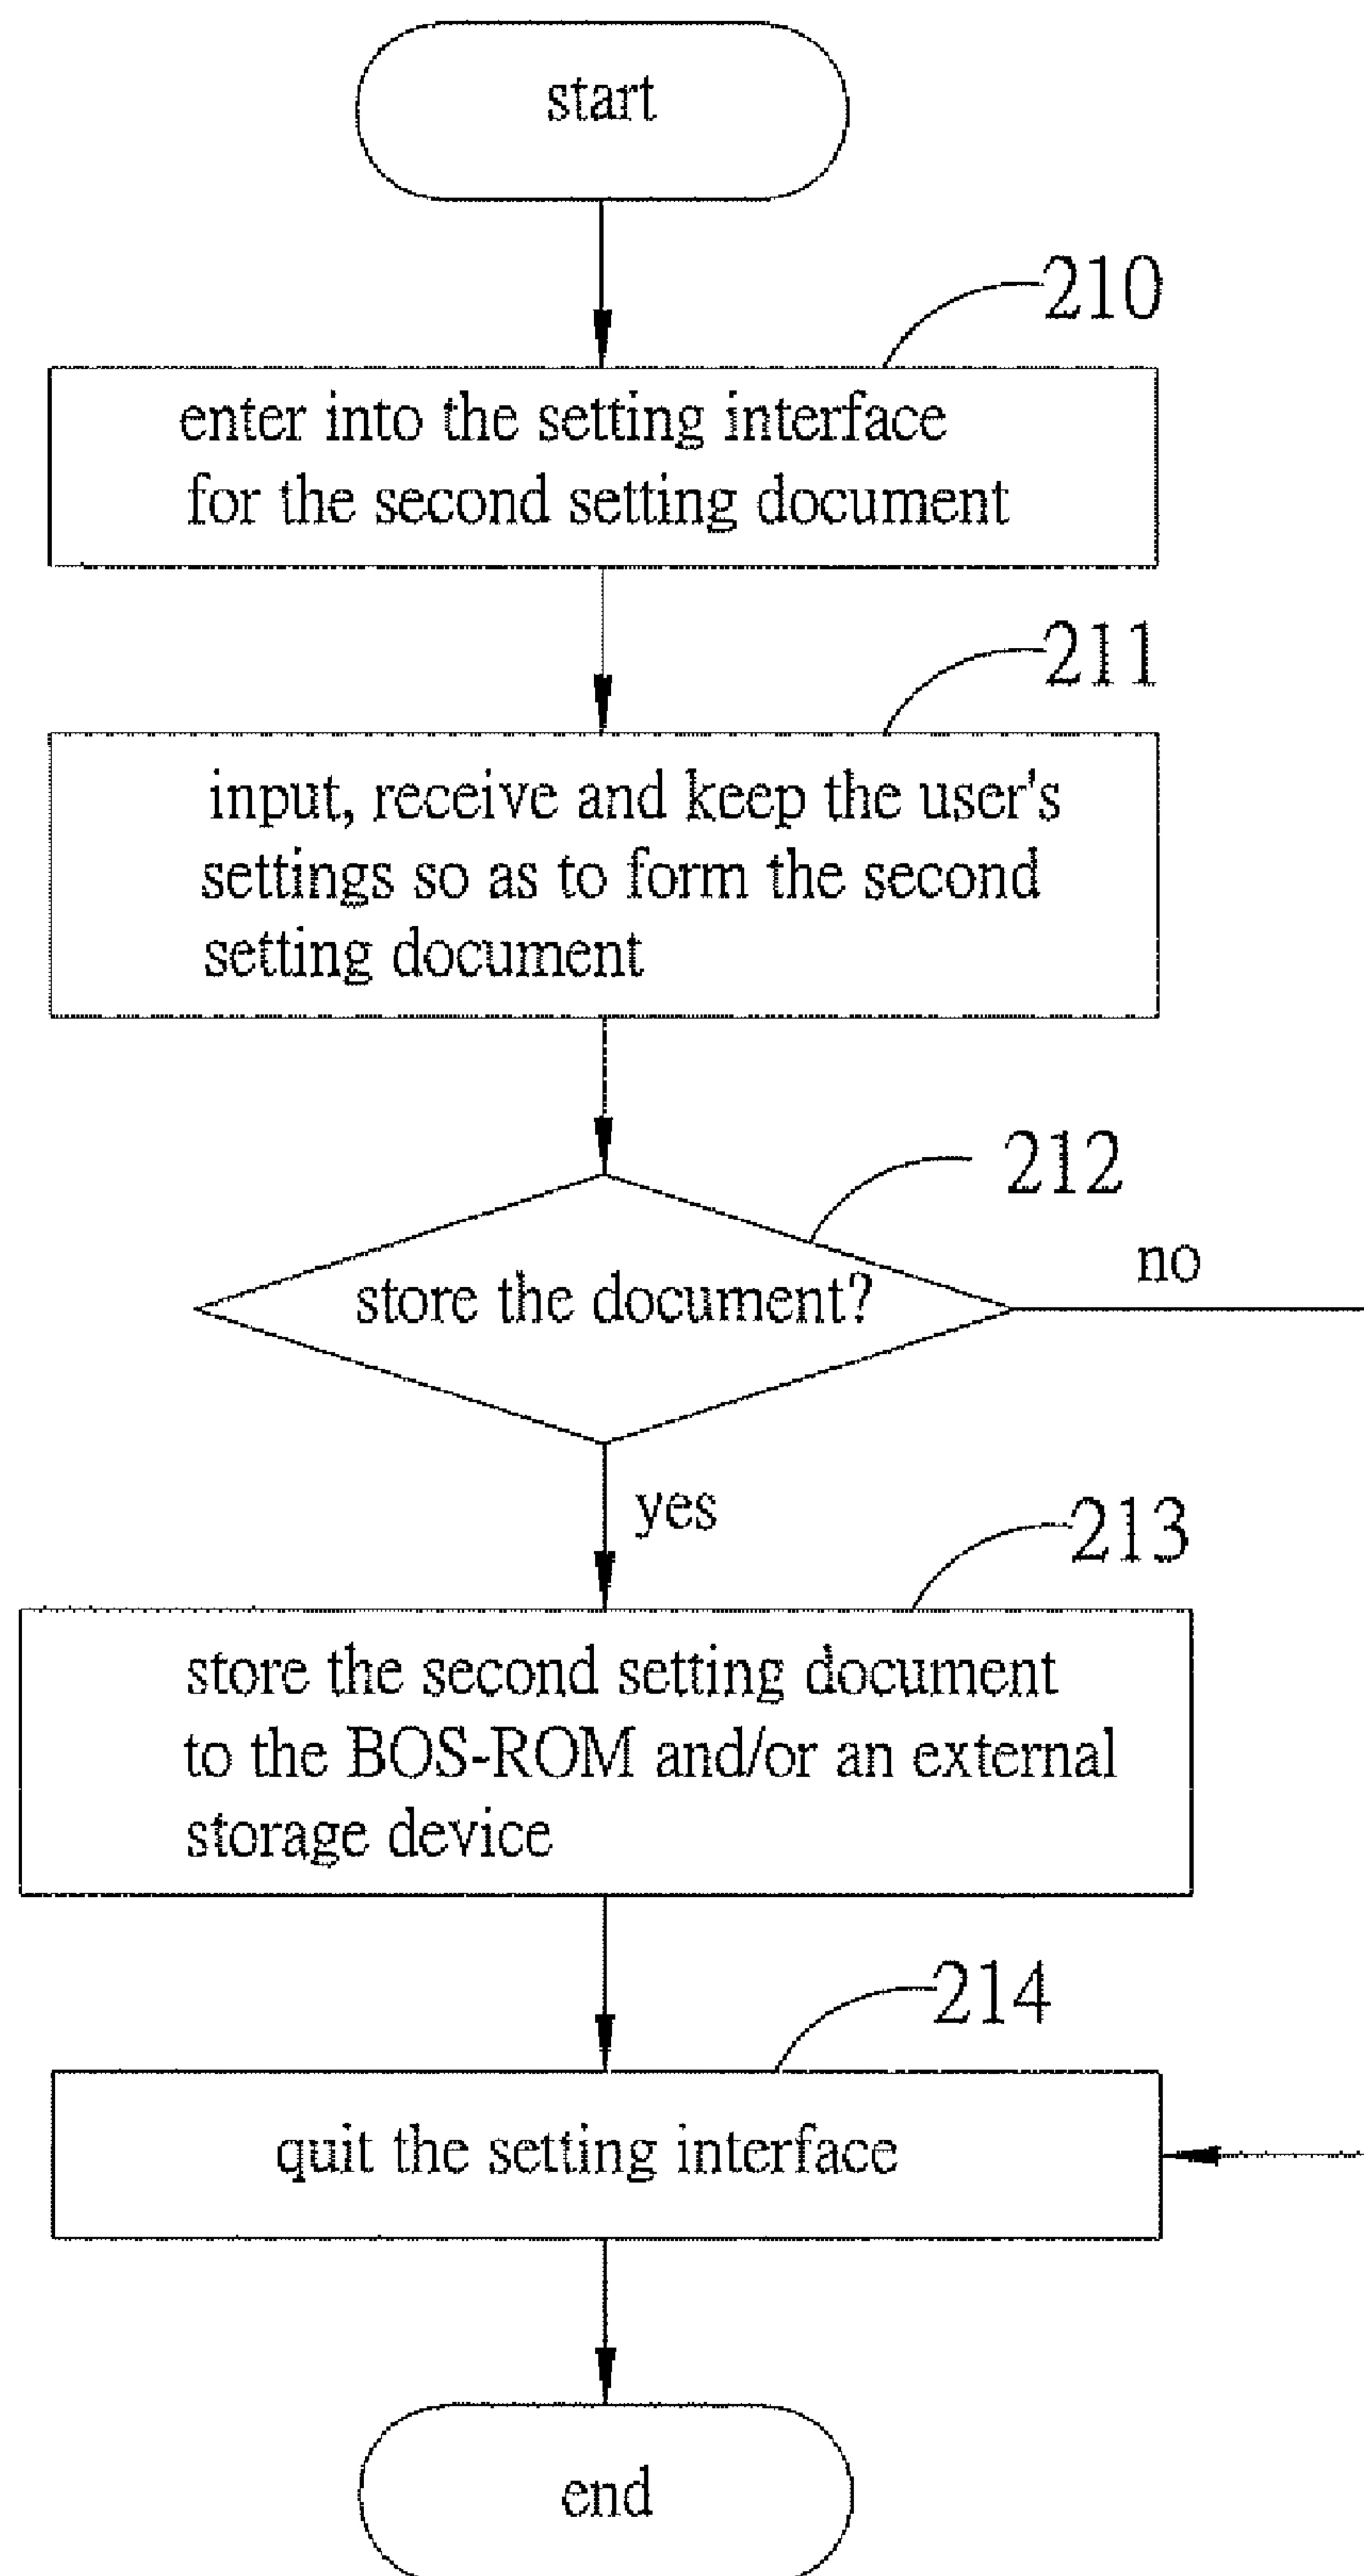 start
210
enter into the setting interface
for the second setting document
211
input, receive and keep the user's
settings so as to form the second
setting document
212
store the document?
no
yes
213
store the second setting document
to the BOS-ROM and/or an external
storage device
214
quit the setting interface
end